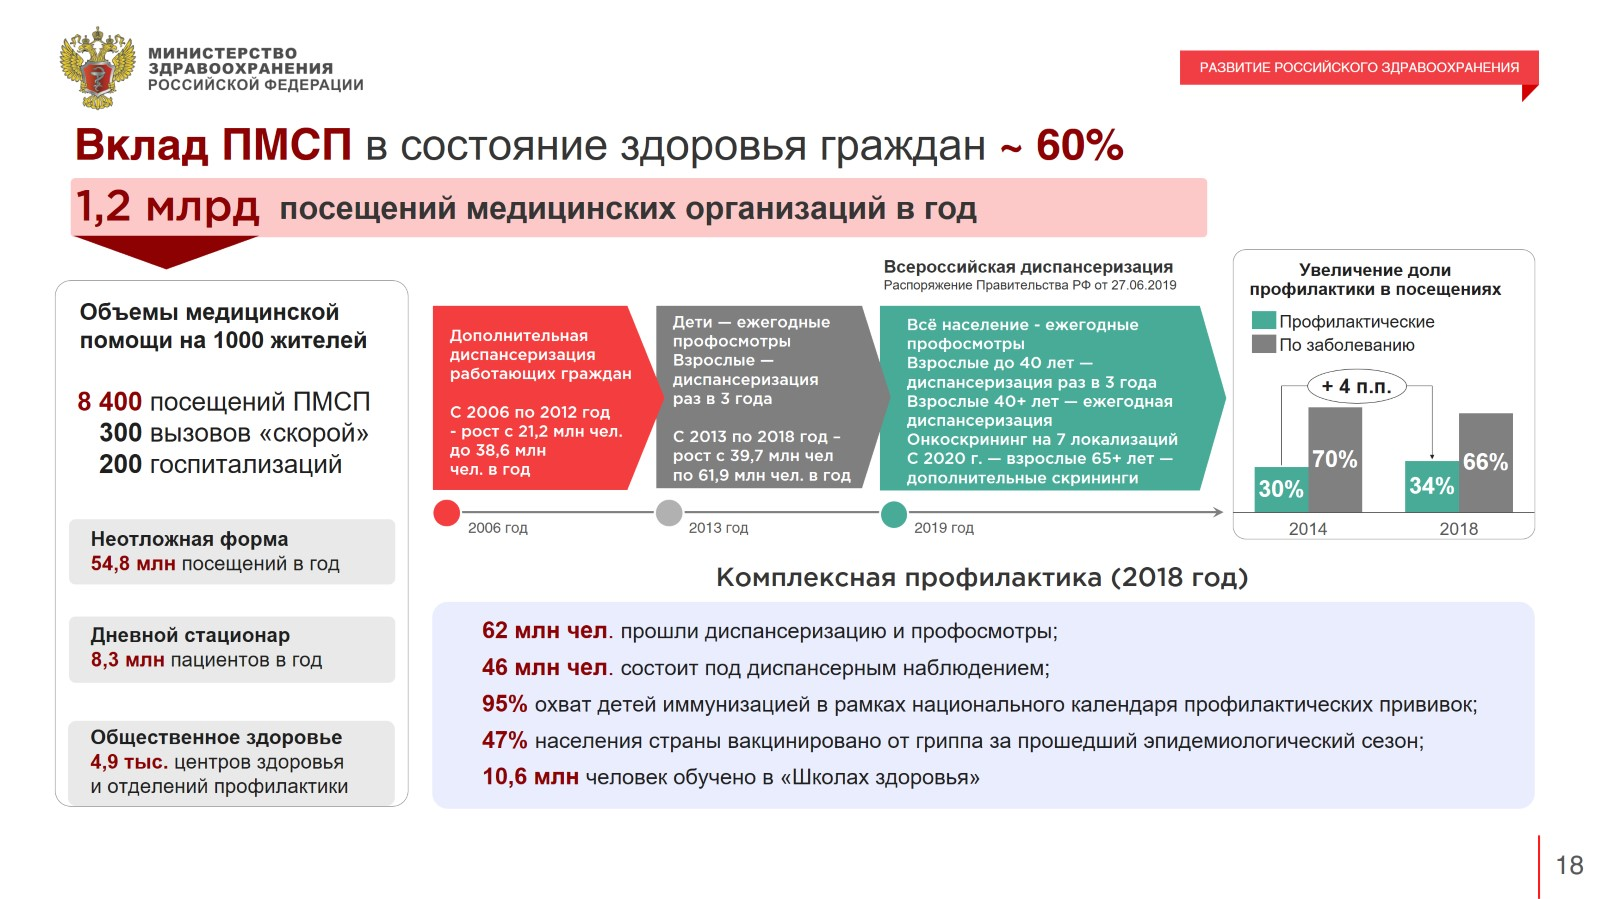 МИНИСТЕРСТВО
ЗДРАВООХРАНЕНИЯ
РОССИЙСКОЙ ФЕДЕРАЦИИ
РАЗВИТИЕ РОССИЙСКОГО ЗДРАВООХРАНЕНИЯ
Вклад ПМСП в состояние здоровья граждан ~ 60%
1,2 млрд посещений медицинских организаций в год
Объемы медицинской
помощи на 1000 жителей
8 400 посещений ПМСП
300 вызовов «скорой»
200 госпитализаций
Неотложная форма
54,8 млн посещений в год
Дневной стационар
8,3 млн пациентов в год
Общественное здоровье
4,9 тыс. центров здоровья
и отделений профилактики
Дополнительная
диспансеризация
работающих граждан
С 2006 по 2012 год
- рост с 21,2 млн чел.
до 38,6 млн
чел. в год
2006 год
Дети — ежегодные
профосмотры
Взрослые —
диспансеризация
раз в 3 года
С 2013 по 2018 год –
рост с 39,7 млн чел
по 61,9 млн чел. в год
2013 год
Всероссийская диспансеризация
Распоряжение Правительства РФ от 27.06.2019
Всё население - ежегодные
профосмотры
Взрослые до 40 лет —
диспансеризация раз в 3 года
Взрослые 40+ лет — ежегодная
диспансеризация
Онкоскрининг на 7 локализаций
С 2020 г. — взрослые 65+ лет —
дополнительные скрининги
2019 год
Увеличение доли
профилактики в посещениях
Профилактические
По заболеванию
+ 4 п.п.
30%
70%
34%
66%
2014
2018
Комплексная профилактика (2018 год)
62 млн чел. прошли диспансеризацию и профосмотры;
46 млн чел. состоит под диспансерным наблюдением;
95% охват детей иммунизацией в рамках национального календаря профилактических прививок;
47% населения страны вакцинировано от гриппа за прошедший эпидемиологический сезон;
10,6 млн человек обучено в «Школах здоровья»
18